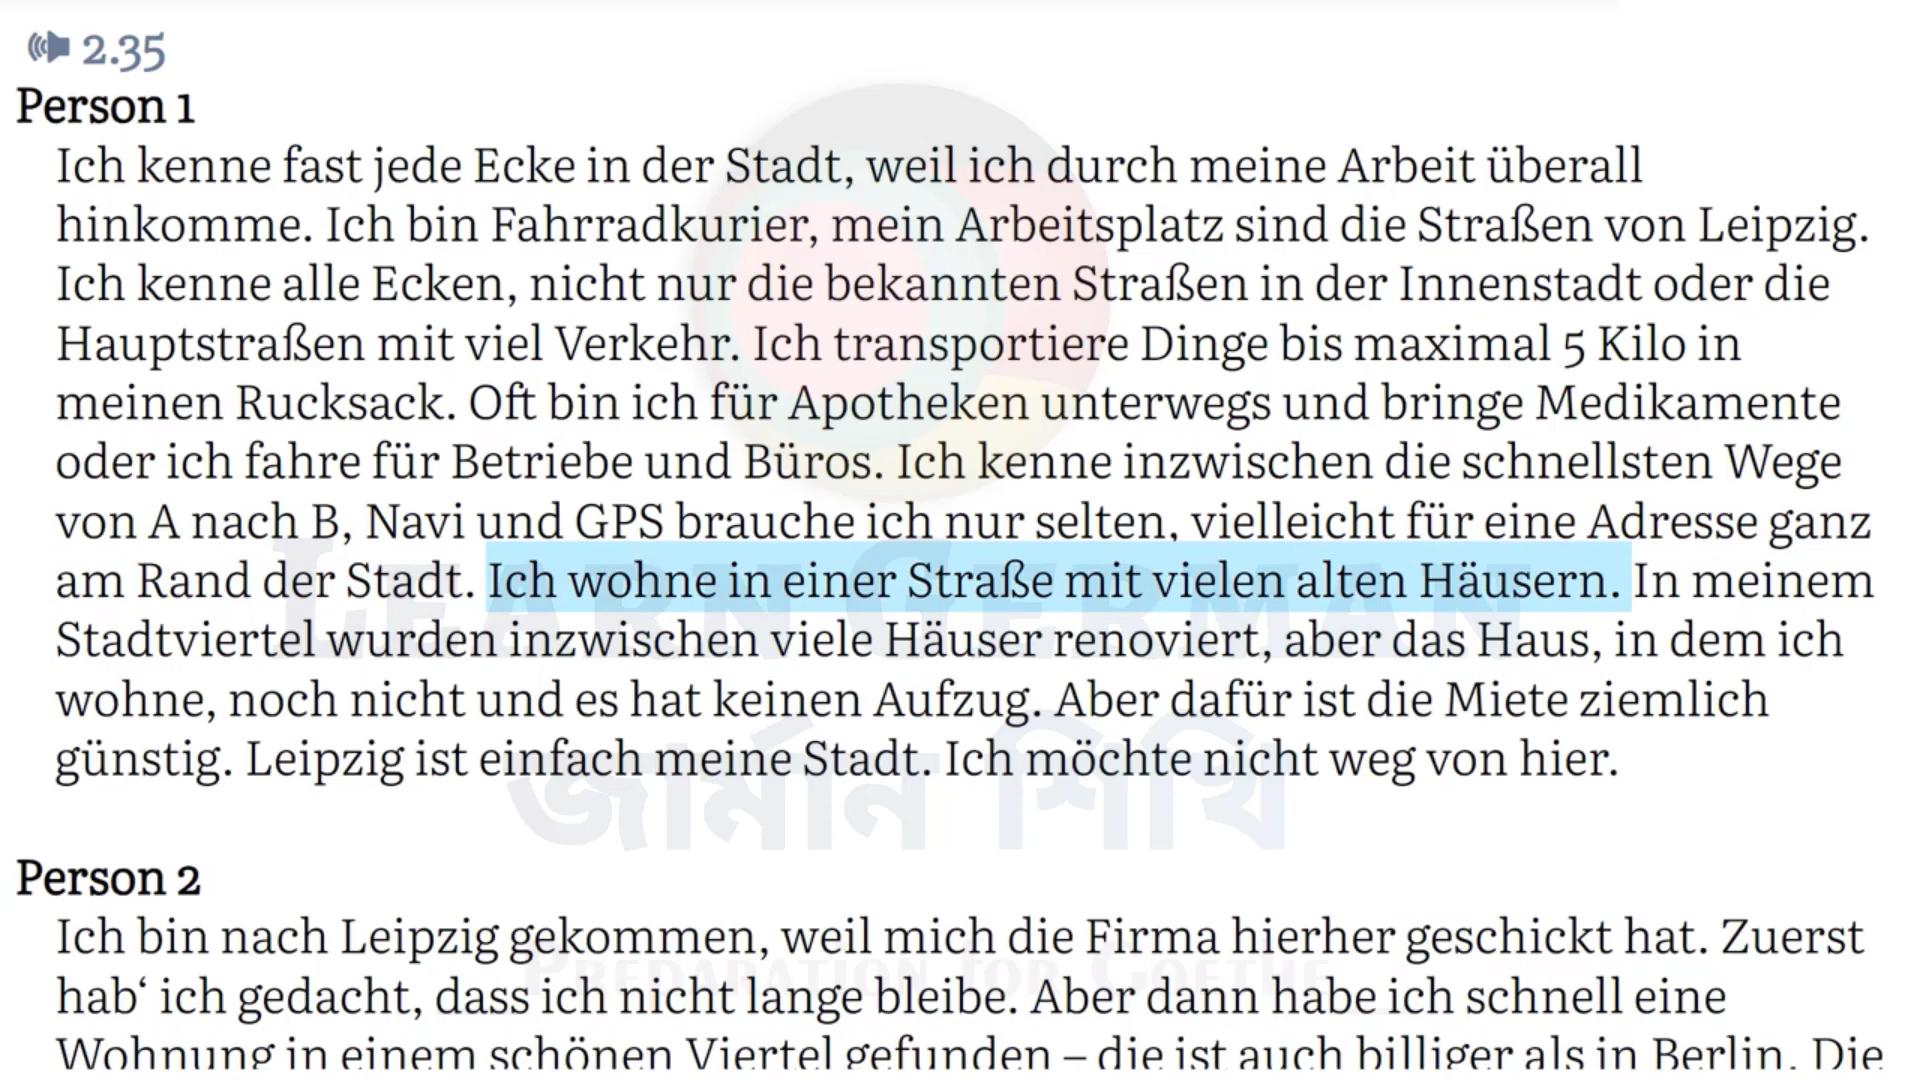 2.35
Person 1
Ich kenne fast jede Ecke in der Stadt, weil ich durch meine Arbeit überall
hinkomme. Ich bin Fahrradkurier, mein Arbeitsplatz sind die Straßen von Leipzig.
Ich kenne alle Ecken, nicht nur die bekannten Straßen in der Innenstadt oder die
Hauptstraßen mit viel Verkehr. Ich transportiere Dinge bis maximal 5 Kilo in
meinen Rucksack. Oft bin ich für Apotheken unterwegs und bringe Medikamente
oder ich fahre für Betriebe und Büros. Ich kenne inzwischen die schnellsten Wege
von A nach B, Navi und GPS brauche ich nur selten, vielleicht für eine Adresse ganz
am Rand der Stadt. Ich wohne in einer Straße mit vielen alten Häusern. In meinem
LEARN GERMAN
Stadtviertel wurden inzwischen viele Häuser renoviert, aber das Haus, in dem ich
wohne, noch nicht und es hat keinen Aufzug. Aber dafür ist die Miete ziemlich
günstig. Leipzig ist einfach meine Stadt. Ich möchte nicht weg von hier.
জার্মান শিখি
Person 2
Ich bin nach Leipzig gekommen, weil mich die Firma hierher geschickt hat. Zuerst
PREPARATION FOR GOETHE
hab‘ ich gedacht, dass ich nicht lange bleibe. Aber dann habe ich schnell eine
Wohnung in einem schönen Viertel gefunden – die ist auch billiger als in Berlin. Die